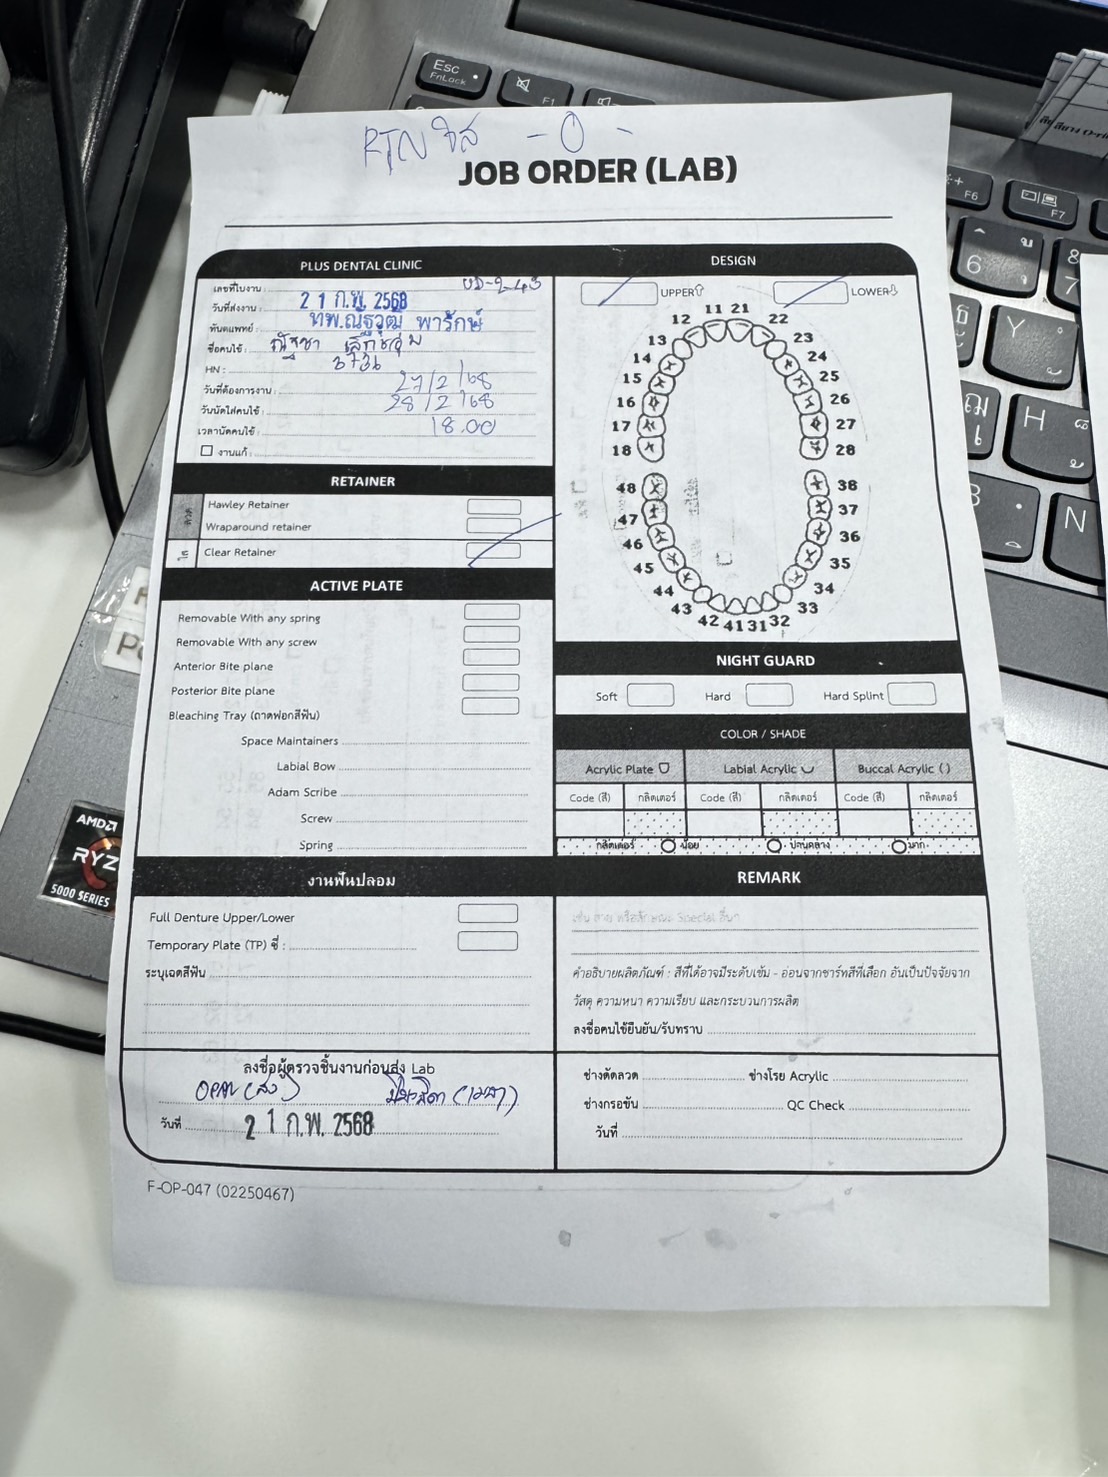 Esc
FnLock
F1
F6
F7
6
8
Y
H
N
RTN ใส - 0 -
JOB ORDER (LAB)
PLUS DENTAL CLINIC
เลขที่ใบงาน :
วันที่ส่งงาน : 21 ก.พ. 2568
ทันตแพทย์ : ทพ.ณัฐวุฒิ พารักษ์
ชื่อคนไข้ : ณัฐชา
HN : 3736
วันที่ต้องการงาน : 27/2/68
วันนัดใส่คนไข้ : 28/2/68
เวลานัดคนไข้ : 18.00
งานแก้ :
RETAINER
ลวด
Hawley Retainer
Wraparound retainer
ใส
Clear Retainer
ACTIVE PLATE
Removable With any spring
Removable With any screw
Anterior Bite plane
Posterior Bite plane
Bleaching Tray (ถาดฟอกสีฟัน)
Space Maintainers
Labial Bow
Adam Scribe
Screw
Spring
งานฟันปลอม
Full Denture Upper/Lower
Temporary Plate (TP) ซี่ :
ระบุเฉดสีฟัน
ลงชื่อผู้ตรวจชิ้นงานก่อนส่ง Lab
วันที่ 21 ก.พ. 2568
F-OP-047 (02250467)
DESIGN
UPPER LOWER
11 21
12 22
13 23
14 24
15 25
16 26
17 27
18 28
48 38
47 37
46 36
45 35
44 34
43 33
42 41 31 32
NIGHT GUARD
Soft Hard Hard Splint
COLOR / SHADE
Acrylic Plate Labial Acrylic Buccal Acrylic ( )
Code (สี) กลิตเตอร์ Code (สี) กลิตเตอร์ Code (สี) กลิตเตอร์
กลิตเตอร์ น้อย ปานกลาง มาก
REMARK
เช่น ลาย หรือลักษณะ Special อื่นๆ
คำอธิบายผลิตภัณฑ์ : สีที่ได้อาจมีระดับเข้ม - อ่อนจากชาร์ทสีที่เลือก อันเป็นปัจจัยจาก
วัสดุ ความหนา ความเรียบ และกระบวนการผลิต
ลงชื่อคนไข้ยืนยัน/รับทราบ
ช่างดัดลวด ช่างโรย Acrylic
ช่างกรอขัน QC Check
วันที่
AMD
RYZ
5000 SERIES